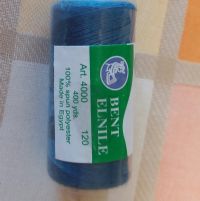 BENT
ELNILE
Art. 4000 120
400 yds.
100% spun polyester
Made in Egypt